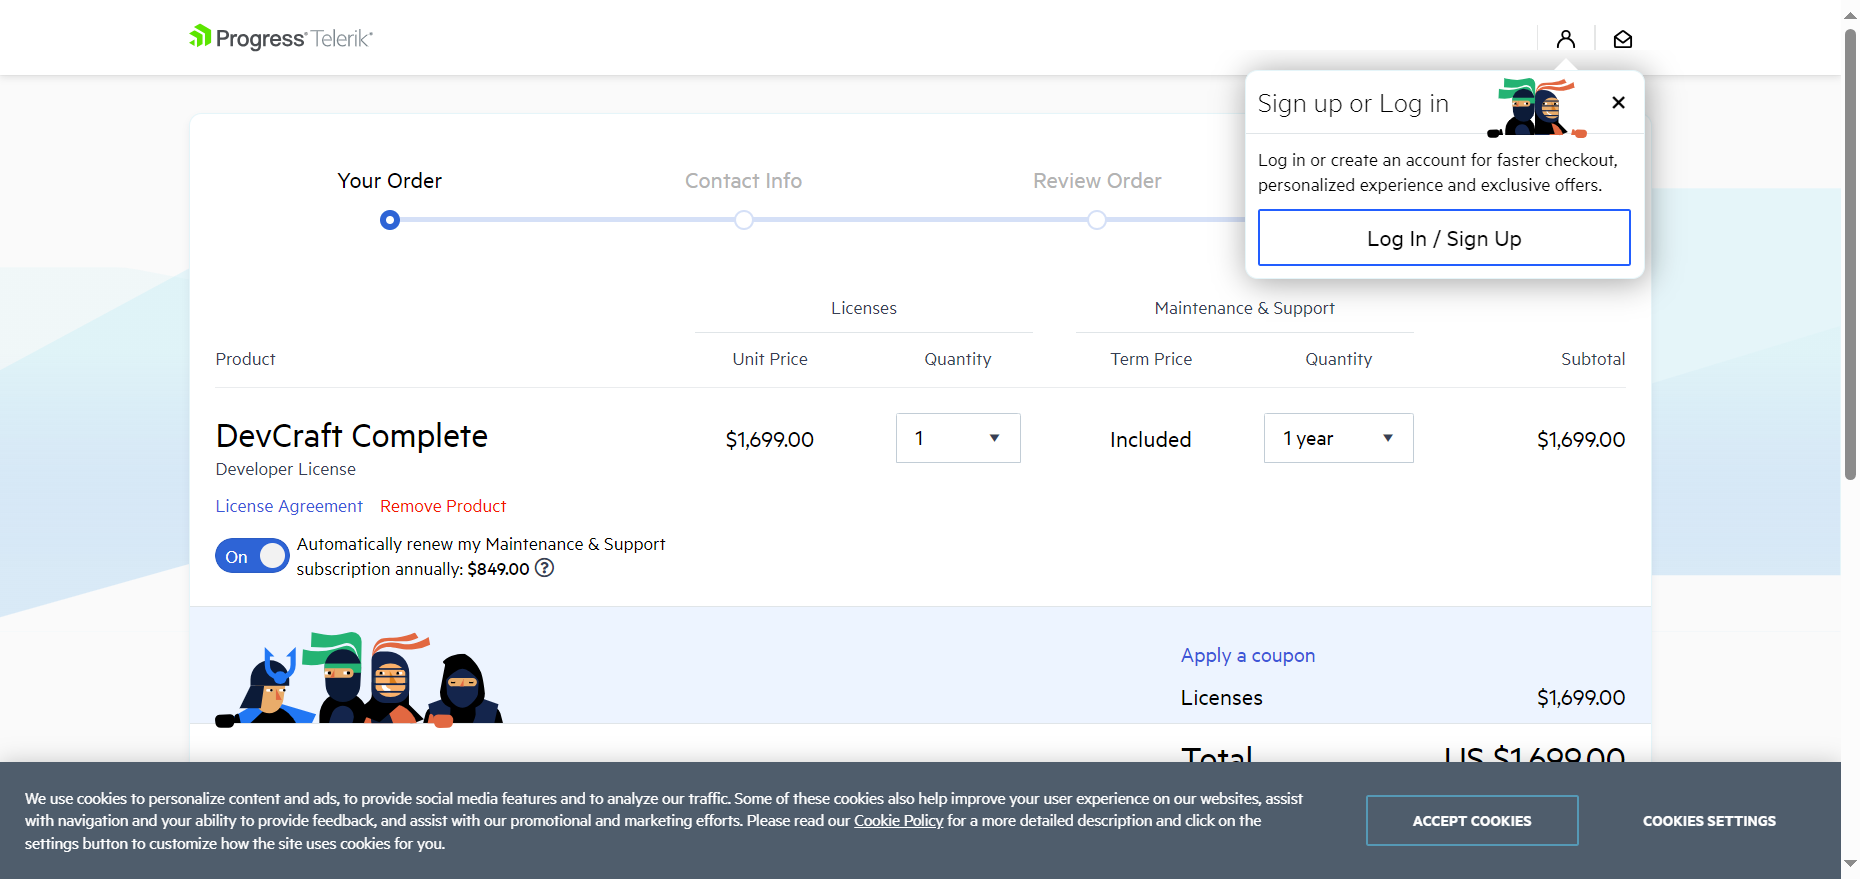 Progress Telerik
Sign up or Log in
Log in or create an account for faster checkout,
personalized experience and exclusive offers.
Log In / Sign Up
Your Order
Contact Info
Review Order
Licenses
Maintenance & Support
Product
Unit Price
Quantity
Term Price
Quantity
Subtotal
DevCraft Complete
$1,699.00
1
Included
1 year
$1,699.00
Developer License
License Agreement
Remove Product
On
Automatically renew my Maintenance & Support
subscription annually: $849.00
Apply a coupon
Licenses
$1,699.00
Total
US $1,699.00
We use cookies to personalize content and ads, to provide social media features and to analyze our traffic. Some of these cookies also help improve your user experience on our websites, assist
with navigation and your ability to provide feedback, and assist with our promotional and marketing efforts. Please read our Cookie Policy for a more detailed description and click on the
settings button to customize how the site uses cookies for you.
ACCEPT COOKIES
COOKIES SETTINGS